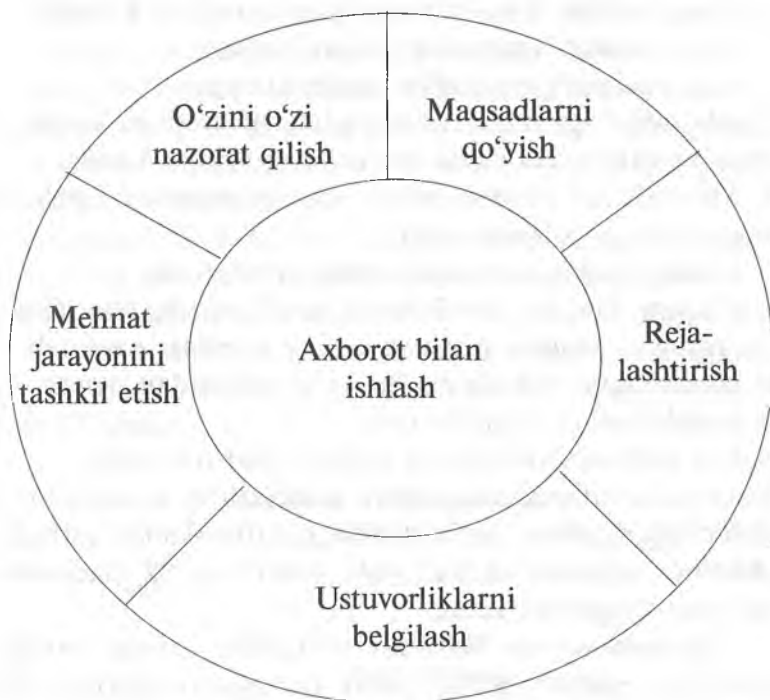 O‘zini o‘zi
nazorat qilish
Maqsadlarni
qo‘yish
Mehnat
jarayonini
tashkil etish
Axborot bilan
ishlash
Reja-
lashtirish
Ustuvorliklarni
belgilash